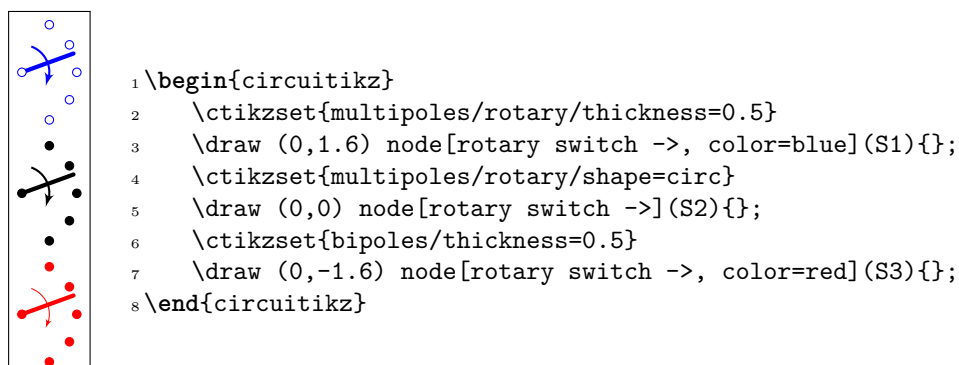 1 \begin{circuitikz}
2     \ctikzset{multipoles/rotary/thickness=0.5}
3     \draw (0,1.6) node[rotary switch ->, color=blue](S1){};
4     \ctikzset{multipoles/rotary/shape=circ}
5     \draw (0,0) node[rotary switch ->](S2){};
6     \ctikzset{bipoles/thickness=0.5}
7     \draw (0,-1.6) node[rotary switch ->, color=red](S3){};
8 \end{circuitikz}